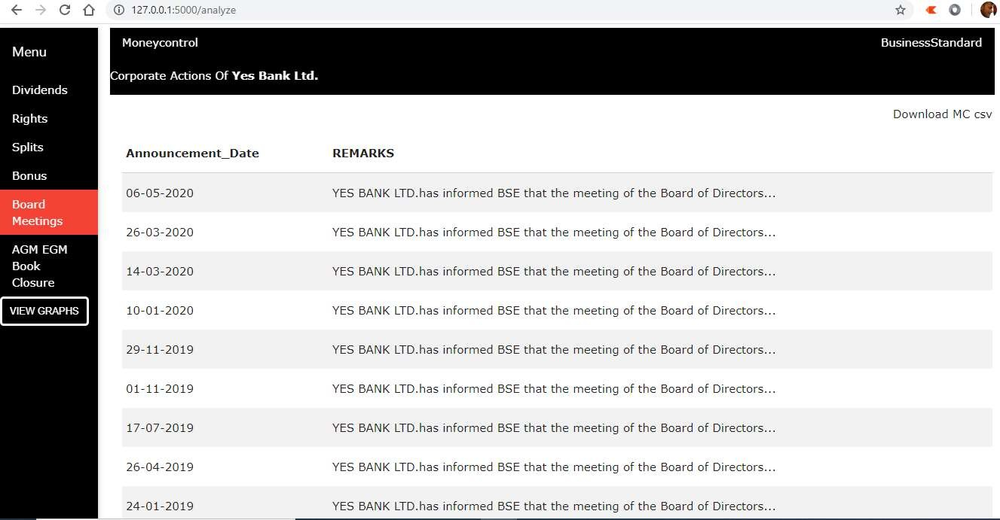 127.0.0.1:5000/analyze
Menu
Dividends
Rights
Splits
Bonus
Board
Meetings
AGM EGM
Book
Closure
VIEW GRAPHS
Moneycontrol BusinessStandard
Corporate Actions Of Yes Bank Ltd.
Download MC csv
Announcement_Date REMARKS
06-05-2020 YES BANK LTD.has informed BSE that the meeting of the Board of Directors...
26-03-2020 YES BANK LTD.has informed BSE that the meeting of the Board of Directors...
14-03-2020 YES BANK LTD.has informed BSE that the meeting of the Board of Directors...
10-01-2020 YES BANK LTD.has informed BSE that the meeting of the Board of Directors...
29-11-2019 YES BANK LTD.has informed BSE that the meeting of the Board of Directors...
01-11-2019 YES BANK LTD.has informed BSE that the meeting of the Board of Directors...
17-07-2019 YES BANK LTD.has informed BSE that the meeting of the Board of Directors...
26-04-2019 YES BANK LTD.has informed BSE that the meeting of the Board of Directors...
24-01-2019 YES BANK LTD.has informed BSE that the meeting of the Board of Directors...